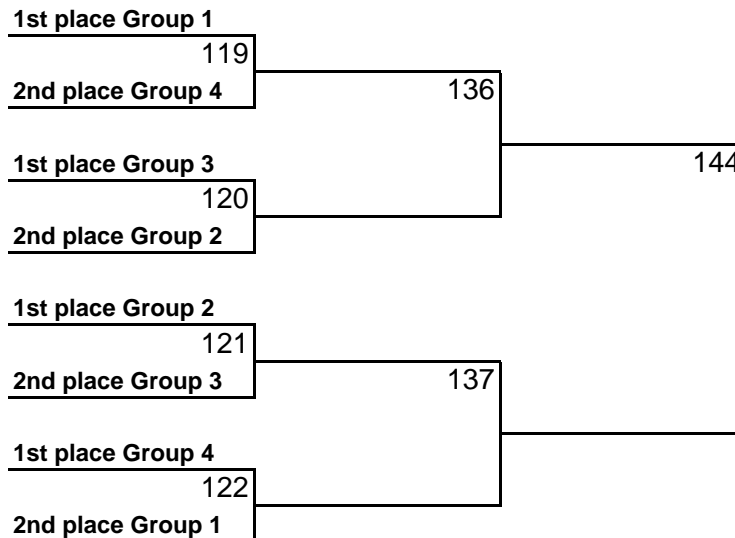 1st place Group 1
119
2nd place Group 4
136
1st place Group 3
144
120
2nd place Group 2
1st place Group 2
121
2nd place Group 3
137
1st place Group 4
122
2nd place Group 1